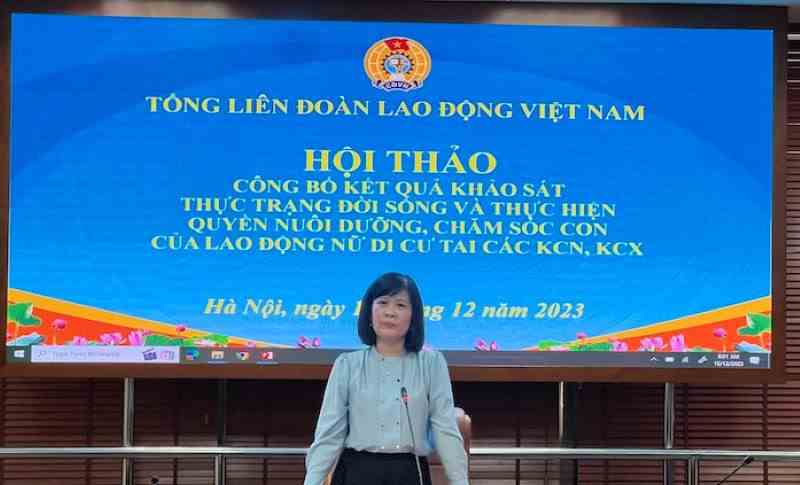 TỔNG LIÊN ĐOÀN LAO ĐỘNG VIỆT NAM
HỘI THẢO
CÔNG BỐ KẾT QUẢ KHẢO SÁT
THỰC TRẠNG ĐỜI SỐNG VÀ THỰC HIỆN
QUYỀN NUÔI DƯỠNG, CHĂM SÓC CON
CỦA LAO ĐỘNG NỮ DI CƯ TẠI CÁC KCN, KCX
Hà Nội, ngày tháng 12 năm 2023